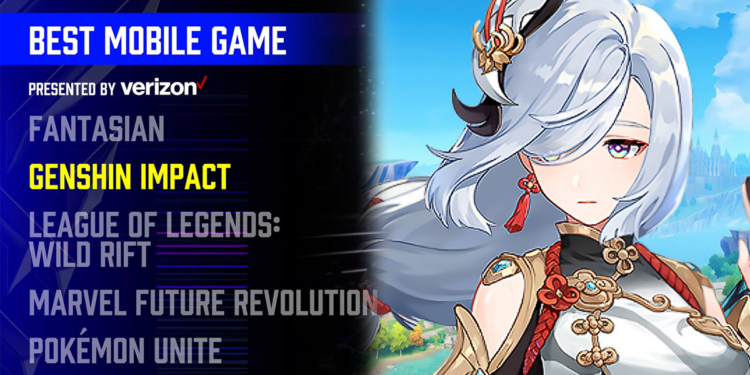 BEST MOBILE GAME
PRESENTED BY verizon✓
FANTASIAN
GENSHIN IMPACT
LEAGUE OF LEGENDS:
WILD RIFT
MARVEL FUTURE REVOLUTION
POKÉMON UNITE